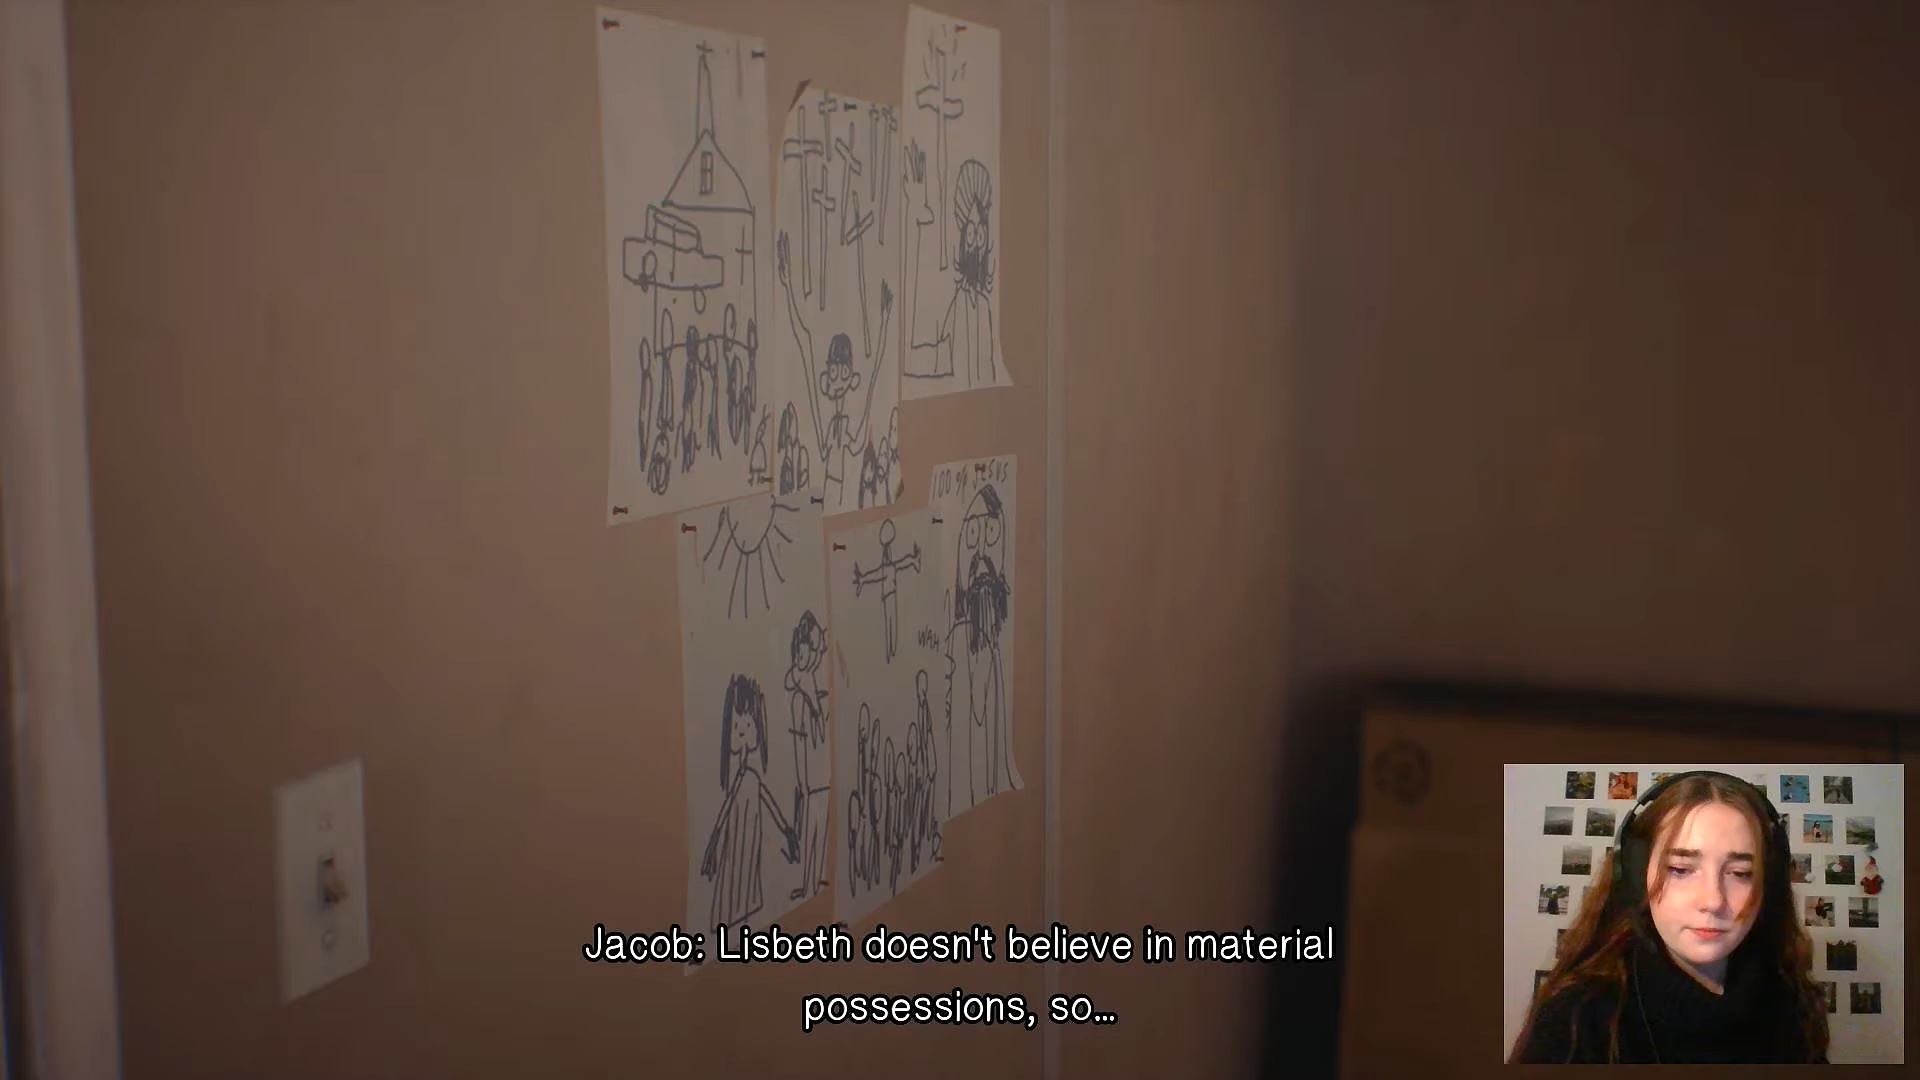 100% JESUS
WAH
Jacob: Lisbeth doesn't believe in material
possessions, so...